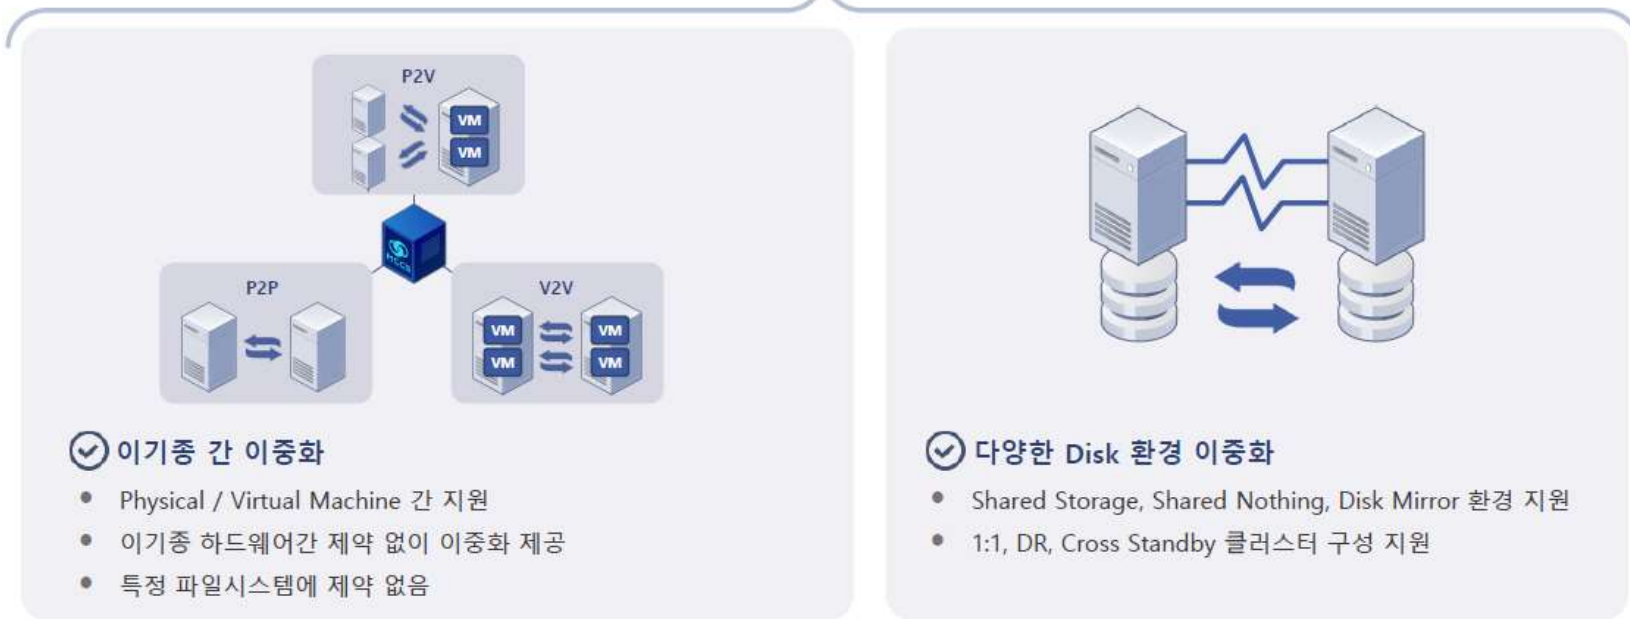 P2V
VM
VM
MCCS
P2P
V2V
VM
VM
VM
VM
이기종 간 이중화
Physical / Virtual Machine 간 지원
이기종 하드웨어간 제약 없이 이중화 제공
특정 파일시스템에 제약 없음
다양한 Disk 환경 이중화
Shared Storage, Shared Nothing, Disk Mirror 환경 지원
1:1, DR, Cross Standby 클러스터 구성 지원